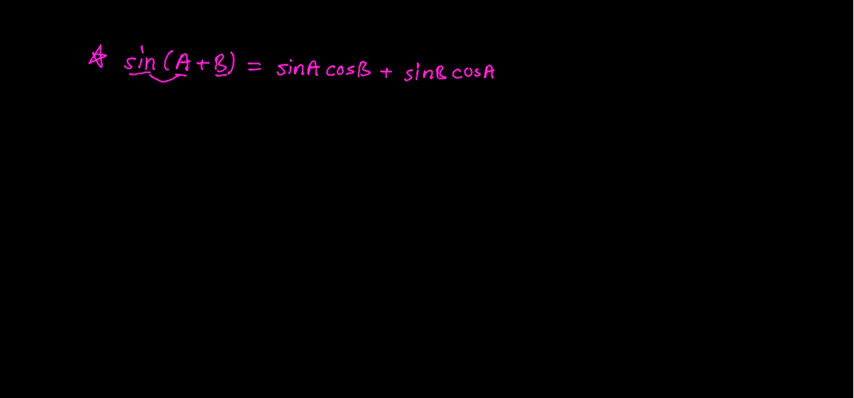 ☆ sin(A+B) = sinA cosB + sinB cosA